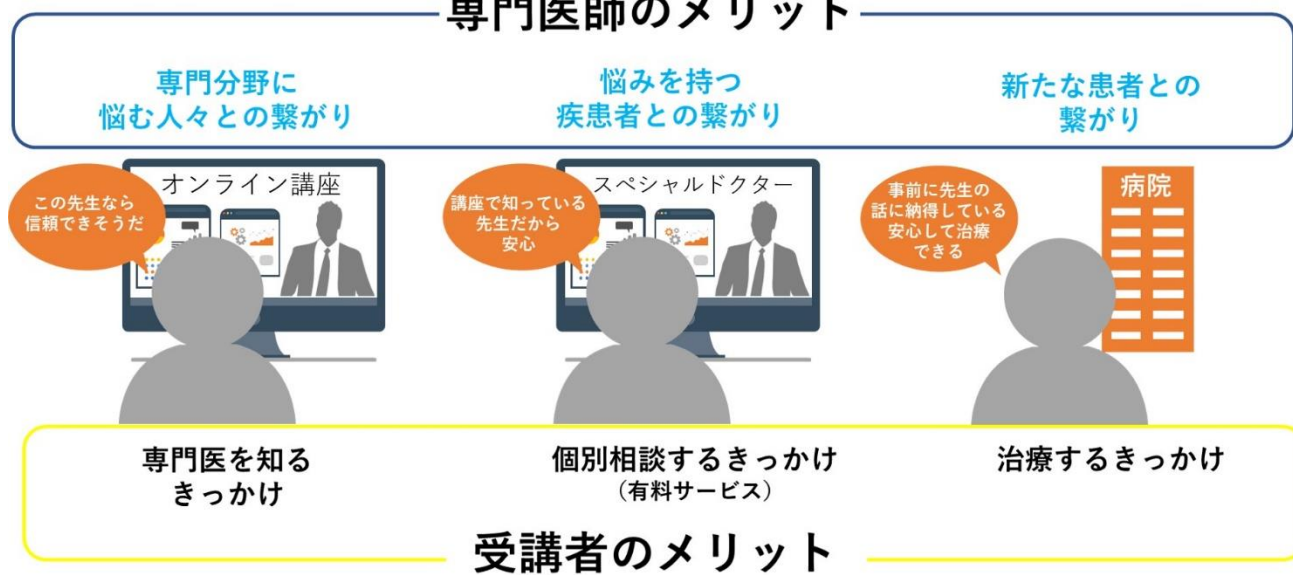 専門医師のメリット
専門分野に
悩む人々との繋がり
悩みを持つ
疾患者との繋がり
新たな患者との
繋がり
オンライン講座
この先生なら
信頼できそうだ
スペシャルドクター
講座で知っている
先生だから
安心
病院
事前に先生の
話に納得している
安心して治療
できる
専門医を知る
きっかけ
個別相談するきっかけ
（有料サービス）
治療するきっかけ
受講者のメリット